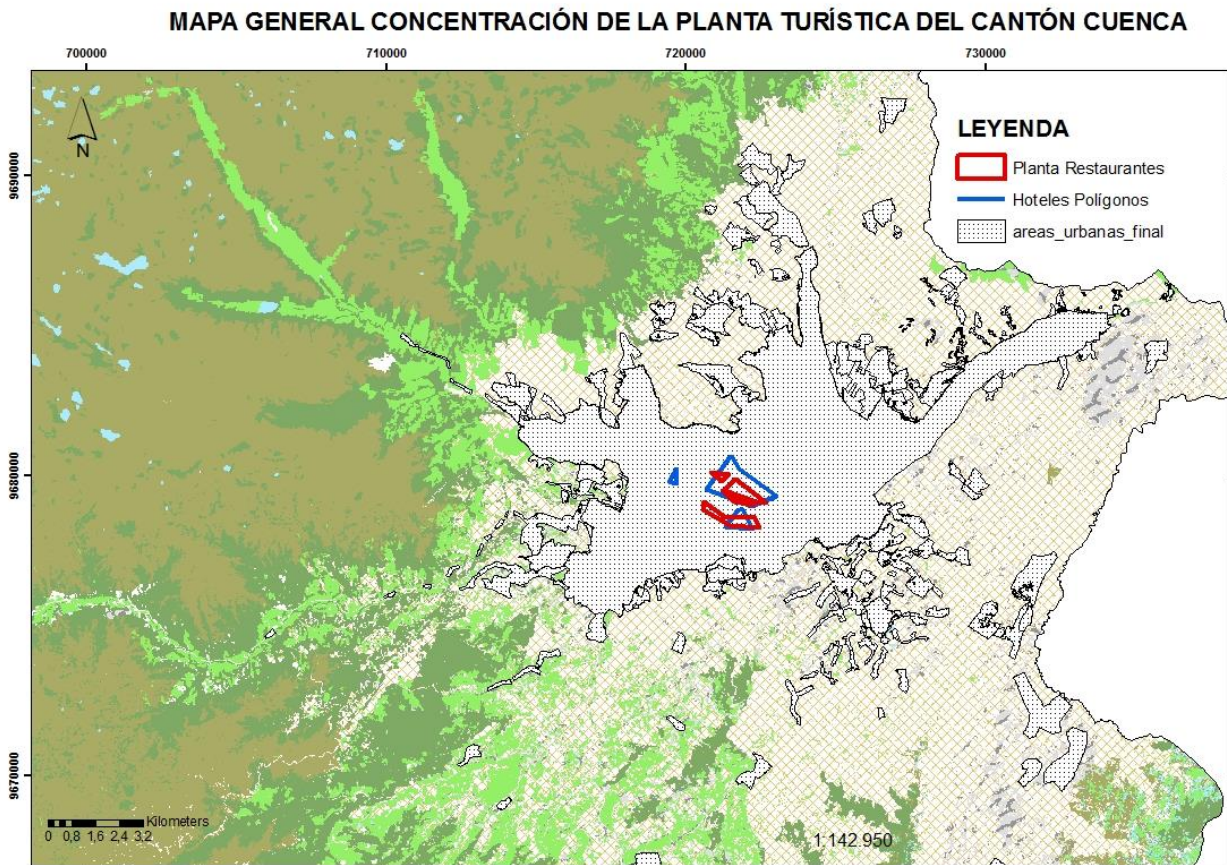 MAPA GENERAL CONCENTRACIÓN DE LA PLANTA TURÍSTICA DEL CANTÓN CUENCA
700000 710000 720000 730000
N
LEYENDA
Planta Restaurantes
Hoteles Polígonos
areas_urbanas_final
9690000
9680000
9670000
Kilometers
0 0,8 1,6 2,4 3,2
1:142.950